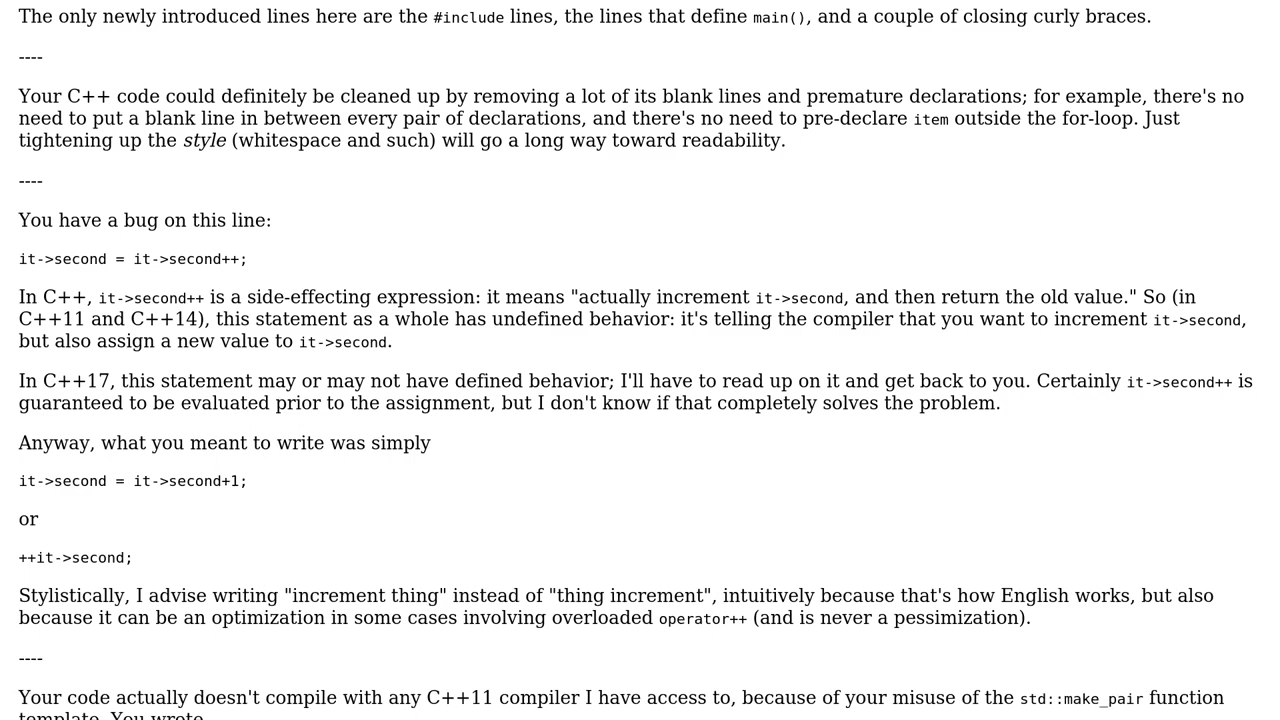 The only newly introduced lines here are the #include lines, the lines that define main(), and a couple of closing curly braces.
----
Your C++ code could definitely be cleaned up by removing a lot of its blank lines and premature declarations; for example, there's no
need to put a blank line in between every pair of declarations, and there's no need to pre-declare item outside the for-loop. Just
tightening up the style (whitespace and such) will go a long way toward readability.
----
You have a bug on this line:
it->second = it->second++;
In C++, it->second++ is a side-effecting expression: it means "actually increment it->second, and then return the old value." So (in
C++11 and C++14), this statement as a whole has undefined behavior: it's telling the compiler that you want to increment it->second,
but also assign a new value to it->second.
In C++17, this statement may or may not have defined behavior; I'll have to read up on it and get back to you. Certainly it->second++ is
guaranteed to be evaluated prior to the assignment, but I don't know if that completely solves the problem.
Anyway, what you meant to write was simply
it->second = it->second+1;
or
++it->second;
Stylistically, I advise writing "increment thing" instead of "thing increment", intuitively because that's how English works, but also
because it can be an optimization in some cases involving overloaded operator++ (and is never a pessimization).
----
Your code actually doesn't compile with any C++11 compiler I have access to, because of your misuse of the std::make_pair function
template. You wrote